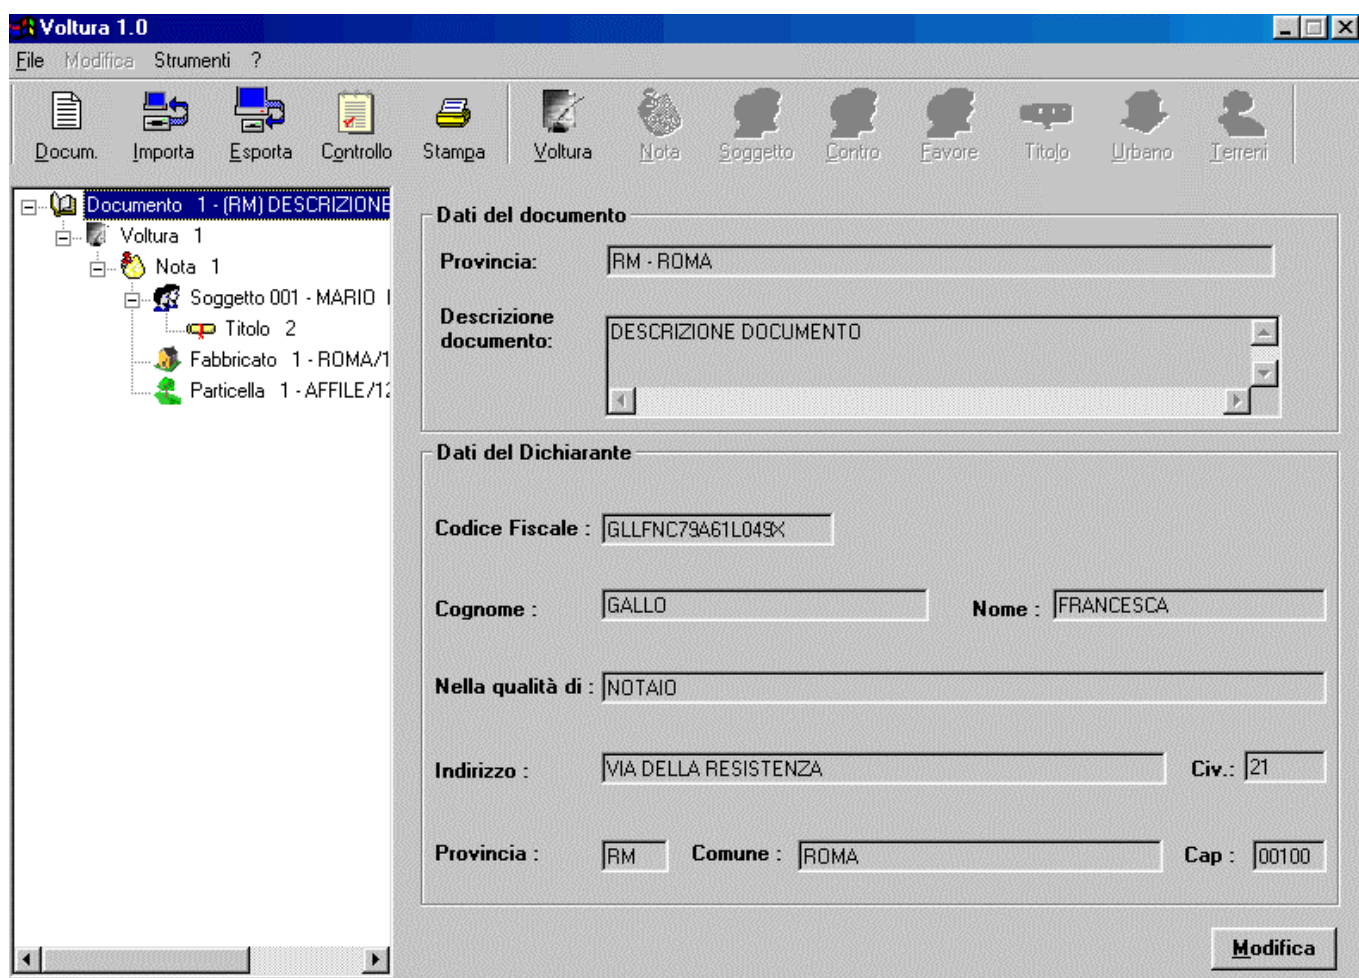 Voltura 1.0
File Modifica Strumenti ?
Docum. Importa Esporta Controllo Stampa Voltura Nota Soggetto Contro Favore Titolo Urbano Terreni
Documento 1 - (RM) DESCRIZIONE
Voltura 1
Nota 1
Soggetto 001 - MARIO
Titolo 2
Fabbricato 1 - ROMA/1
Particella 1 - AFFILE/12
Dati del documento
Provincia: RM - ROMA
Descrizione
documento: DESCRIZIONE DOCUMENTO
Dati del Dichiarante
Codice Fiscale : GLLFNC79A61L049X
Cognome : GALLO Nome : FRANCESCA
Nella qualità di : NOTAIO
Indirizzo : VIA DELLA RESISTENZA Civ.: 21
Provincia : RM Comune : ROMA Cap : 00100
Modifica